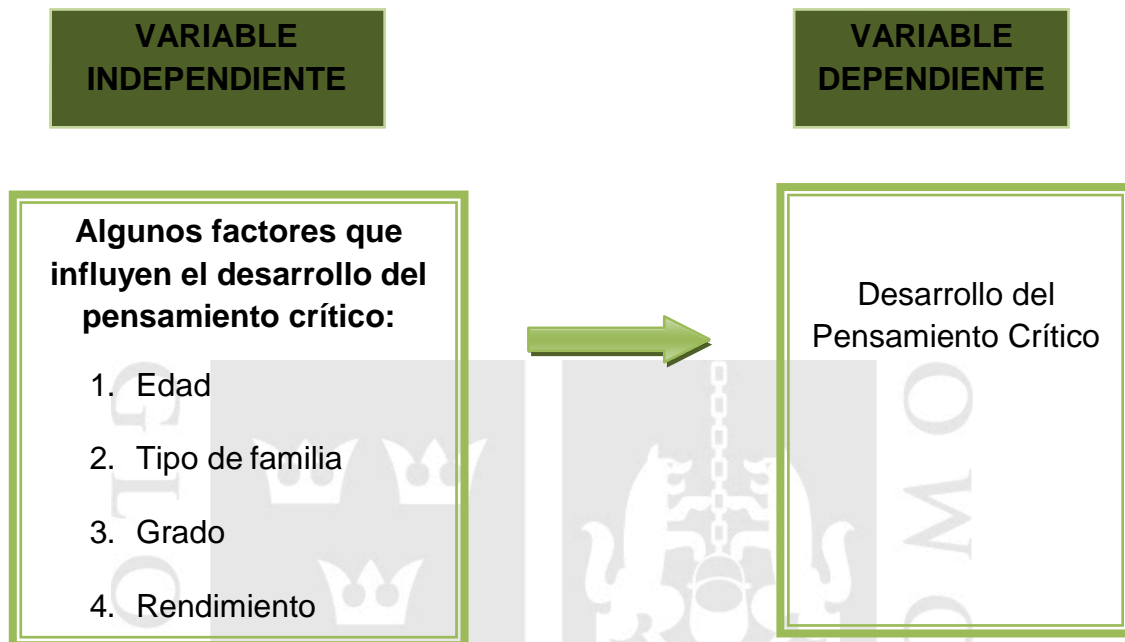 VARIABLE
INDEPENDIENTE
VARIABLE
DEPENDIENTE
Algunos factores que
influyen el desarrollo del
pensamiento crítico:
1. Edad
2. Tipo de familia
3. Grado
4. Rendimiento
Desarrollo del
Pensamiento Crítico